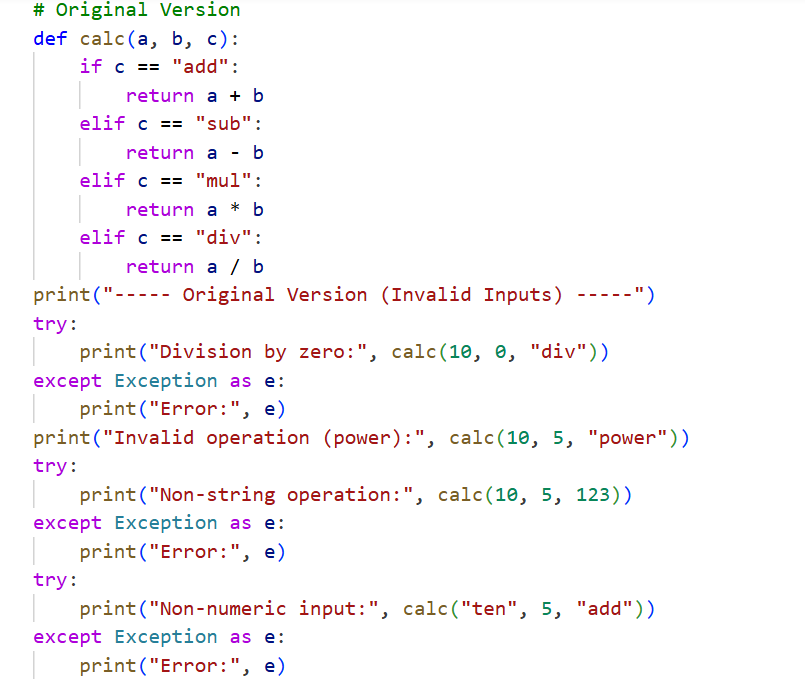 # Original Version
def calc(a, b, c):
    if c == "add":
        return a + b
    elif c == "sub":
        return a - b
    elif c == "mul":
        return a * b
    elif c == "div":
        return a / b
print("----- Original Version (Invalid Inputs) -----")
try:
    print("Division by zero:", calc(10, 0, "div"))
except Exception as e:
    print("Error:", e)
print("Invalid operation (power):", calc(10, 5, "power"))
try:
    print("Non-string operation:", calc(10, 5, 123))
except Exception as e:
    print("Error:", e)
try:
    print("Non-numeric input:", calc("ten", 5, "add"))
except Exception as e:
    print("Error:", e)